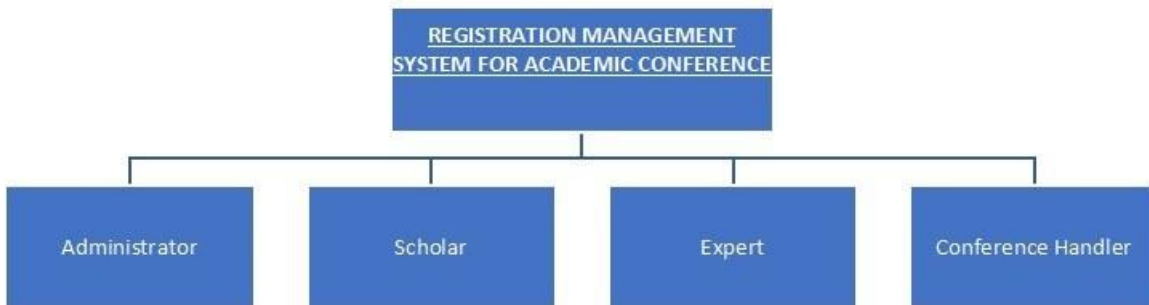 REGISTRATION MANAGEMENT
SYSTEM FOR ACADEMIC CONFERENCE
Administrator
Scholar
Expert
Conference Handler